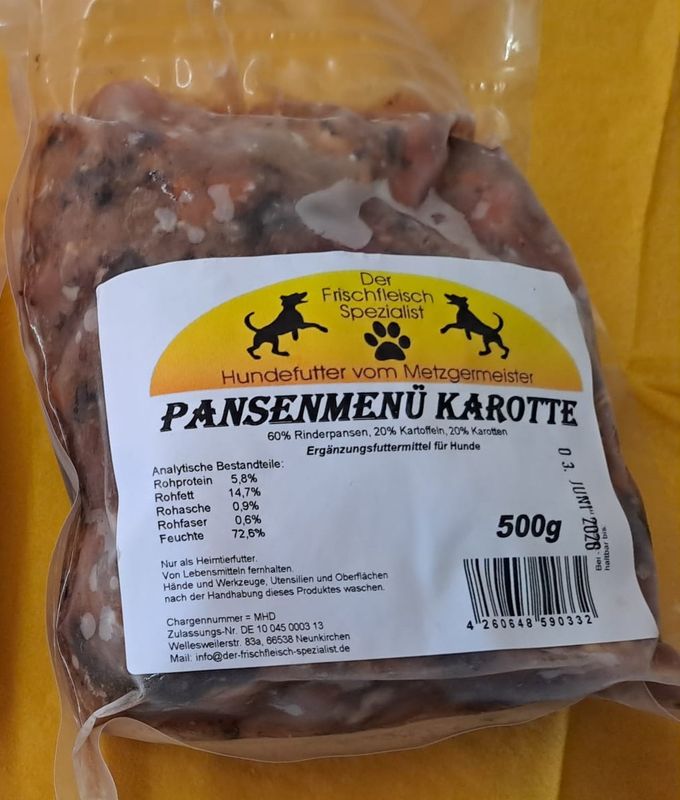 Der
Frischfleisch
Spezialist
Hundefutter vom Metzgermeister
PANSENMENÜ KAROTTE
60% Rinderpansen, 20% Kartoffeln, 20% Karotten
Ergänzungsfuttermittel für Hunde
Analytische Bestandteile:
Rohprotein 5,8%
Rohfett 14,7%
Rohasche 0,9%
Rohfaser 0,6%
Feuchte 72,6%
500g
03. JUNI 2026
haltbar bis
Nur als Heimtierfutter.
Von Lebensmitteln fernhalten.
Hände und Werkzeuge, Utensilien und Oberflächen
nach der Handhabung dieses Produktes waschen.
Chargennummer = MHD
Zulassungs-Nr. DE 10 045 0003 13
Wellesweilerstr. 83a, 66538 Neunkirchen
Mail: info@der-frischfleisch-spezialist.de
4 260648 590332